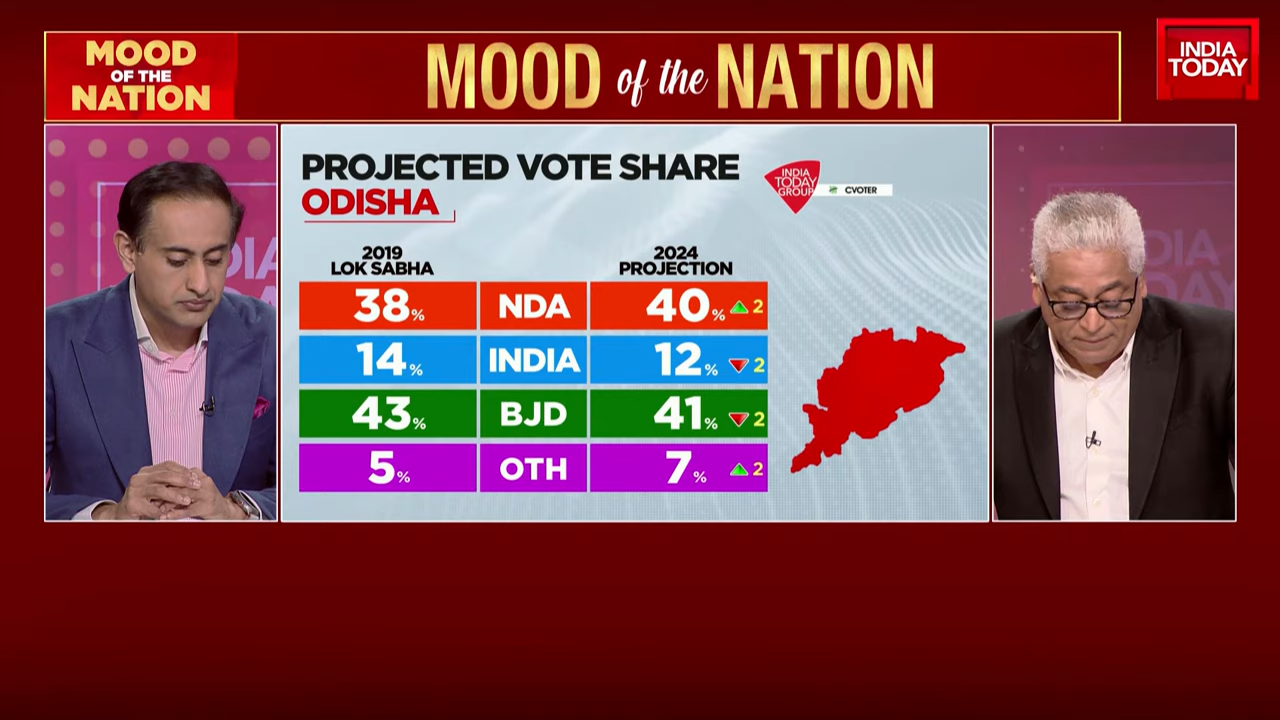 MOOD
OF THE
NATION
MOOD of the NATION
INDIA
TODAY
PROJECTED VOTE SHARE
ODISHA
INDIA
TODAY
GROUP
CVOTER
2019
LOK SABHA
2024
PROJECTION
38% NDA 40% 2
14% INDIA 12% 2
43% BJD 41% 2
5% OTH 7% 2